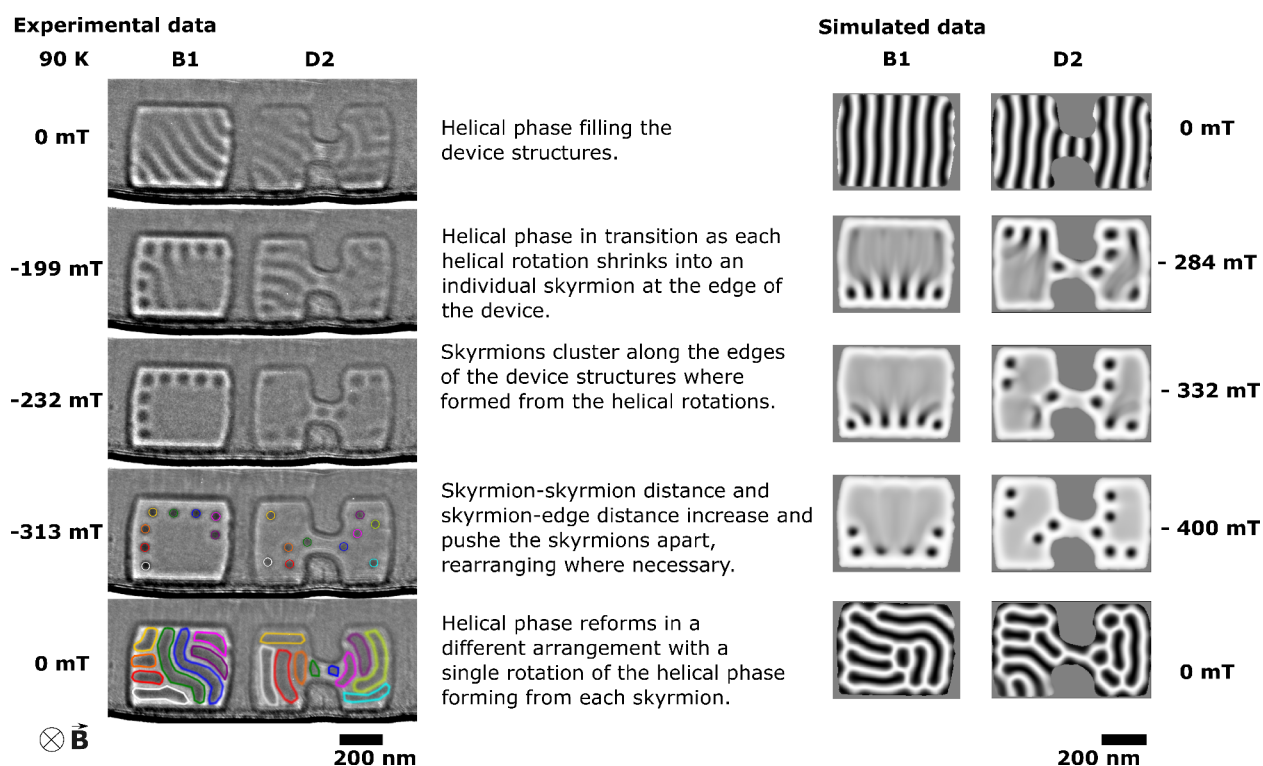 Experimental data
Simulated data
90 K
B1
D2
B1
D2
0 mT
Helical phase filling the
device structures.
0 mT
-199 mT
Helical phase in transition as each
helical rotation shrinks into an
individual skyrmion at the edge of
the device.
- 284 mT
-232 mT
Skyrmions cluster along the edges
of the device structures where
formed from the helical rotations.
- 332 mT
-313 mT
Skyrmion-skyrmion distance and
skyrmion-edge distance increase and
pushe the skyrmions apart,
rearranging where necessary.
- 400 mT
0 mT
Helical phase reforms in a
different arrangement with a
single rotation of the helical phase
forming from each skyrmion.
0 mT
B
200 nm
200 nm